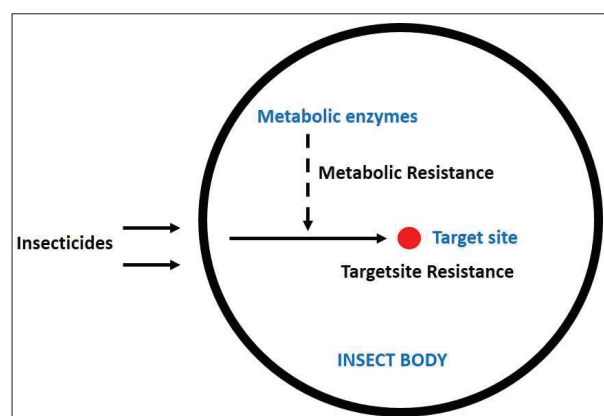 Metabolic enzymes
Metabolic Resistance
Insecticides
Target site
Targetsite Resistance
INSECT BODY